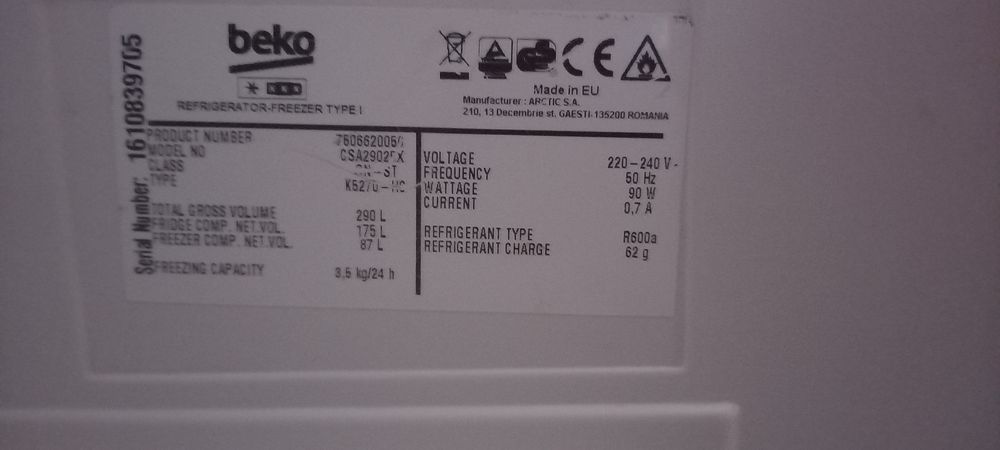 beko
REFRIGERATOR-FREEZER TYPE I
Made in EU
Manufacturer : ARCTIC S.A.
210, 13 Decembrie st. GAESTI-135200 ROMANIA
Serial Number: 1610839705
PRODUCT NUMBER
MODEL NO
CLASS
TYPE
TOTAL GROSS VOLUME 290 L
FRIDGE COMP. NET.VOL. 175 L
FREEZER COMP. NET.VOL. 87 L
FREEZING CAPACITY 3,5 kg/24 h
VOLTAGE 220-240 V-
FREQUENCY 50 Hz
WATTAGE 90 W
CURRENT 0,7 A
REFRIGERANT TYPE R600a
REFRIGERANT CHARGE 62 g